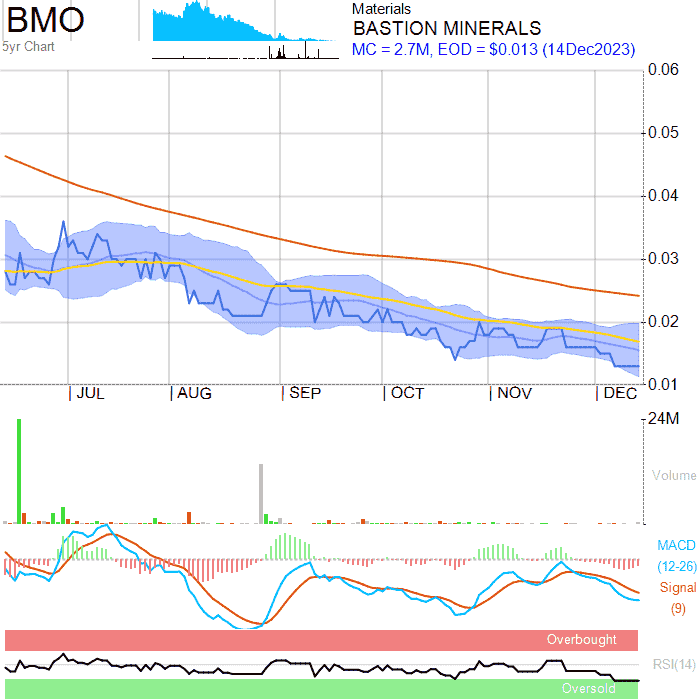 BMO
5yr Chart
Materials
BASTION MINERALS
MC = 2.7M, EOD = $0.013 (14Dec2023)
0.06
0.05
0.04
0.03
0.02
0.01
JUL AUG SEP OCT NOV DEC
24M
Volume
MACD
(12-26)
Signal
(9)
Overbought
RSI(14)
Oversold